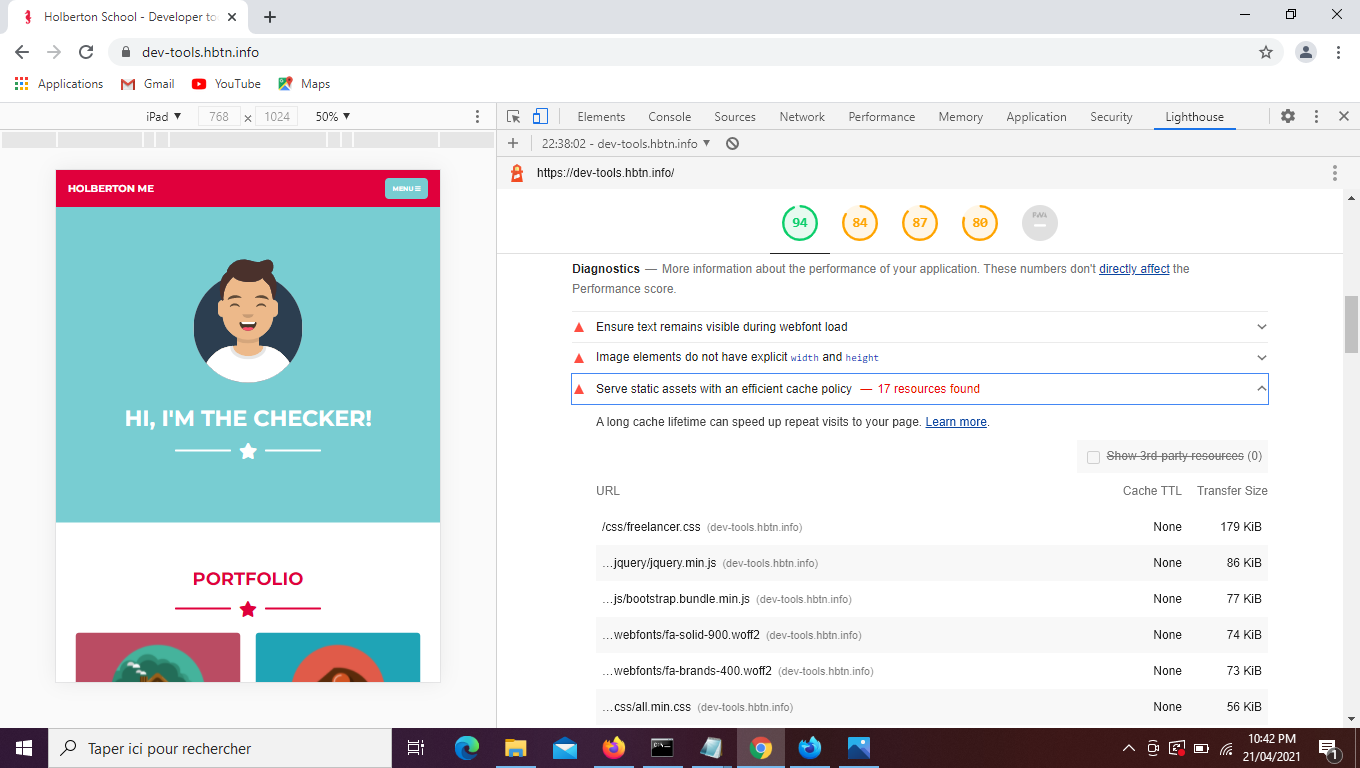 Holberton School - Developer to
dev-tools.hbtn.info
Applications Gmail YouTube Maps
iPad ▼ 768 × 1024 50% ▼
Elements Console Sources Network Performance Memory Application Security Lighthouse
22:38:02 - dev-tools.hbtn.info ▼
https://dev-tools.hbtn.info/
94 84 87 80 PWA
HOLBERTON ME
MENU
HI, I'M THE CHECKER!
PORTFOLIO
Diagnostics — More information about the performance of your application. These numbers don't directly affect the
Performance score.
Ensure text remains visible during webfont load
Image elements do not have explicit width and height
Serve static assets with an efficient cache policy — 17 resources found
A long cache lifetime can speed up repeat visits to your page. Learn more.
Show 3rd-party resources (0)
URL Cache TTL Transfer Size
/css/freelancer.css (dev-tools.hbtn.info) None 179 KiB
…jquery/jquery.min.js (dev-tools.hbtn.info) None 86 KiB
…js/bootstrap.bundle.min.js (dev-tools.hbtn.info) None 77 KiB
…webfonts/fa-solid-900.woff2 (dev-tools.hbtn.info) None 74 KiB
…webfonts/fa-brands-400.woff2 (dev-tools.hbtn.info) None 73 KiB
…css/all.min.css (dev-tools.hbtn.info) None 56 KiB
Taper ici pour rechercher
10:42 PM
21/04/2021
1